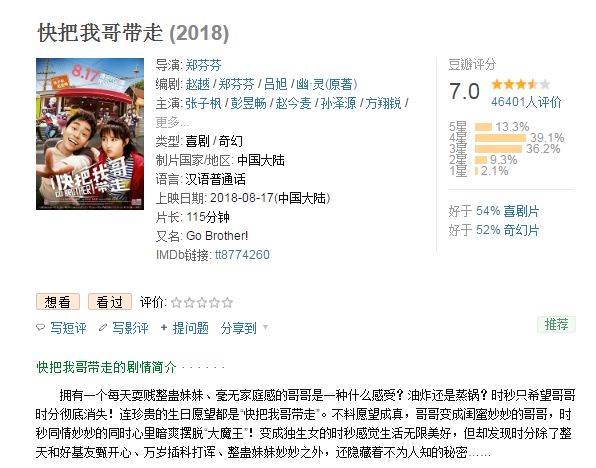 快把我哥带走 (2018)
8.17
快把我哥带走
GO BROTHER!
导演: 郑芬芬
编剧: 赵越 / 郑芬芬 / 吕旭 / 幽·灵(原著)
主演: 张子枫 / 彭昱畅 / 赵今麦 / 孙泽源 / 方翔锐 /
更多...
类型: 喜剧 / 奇幻
制片国家/地区: 中国大陆
语言: 汉语普通话
上映日期: 2018-08-17(中国大陆)
片长: 115分钟
又名: Go Brother!
IMDb链接: tt8774260
豆瓣评分
7.0
46401人评价
5星 13.3%
4星 39.1%
3星 36.2%
2星 9.3%
1星 2.1%
好于 54% 喜剧片
好于 52% 奇幻片
想看 看过 评价:
写短评 写影评 + 提问题 分享到
推荐
快把我哥带走的剧情简介 · · · · · ·
拥有一个每天耍贱整蛊妹妹、毫无家庭感的哥哥是一种什么感受？油炸还是蒸锅？时秒只希望哥哥
时分彻底消失！连珍贵的生日愿望都是“快把我哥带走”。不料愿望成真，哥哥变成闺蜜妙妙的哥哥，时
秒同情妙妙的同时心里暗爽摆脱“大魔王”！变成独生女的时秒感觉生活无限美好，但却发现时分除了整
天和好基友甄开心、万岁插科打诨、整蛊妹妹妙妙之外，还隐藏着不为人知的秘密……